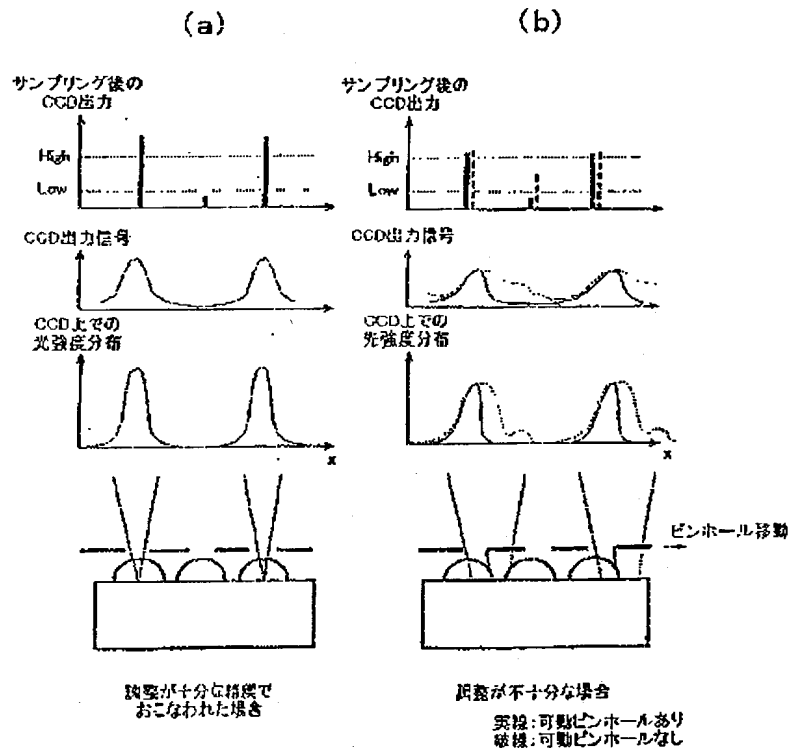 (a)
サンプリング後の
CCD出力
High
Low
CCD出力信号
CCD上での
光強度分布
x
調整が十分な精度で
おこなわれた場合
(b)
サンプリング後の
CCD出力
High
Low
CCD出力信号
CCD上での
光強度分布
x
ピンホール移動
調整が不十分な場合
実線:可動ピンホールあり
破線:可動ピンホールなし